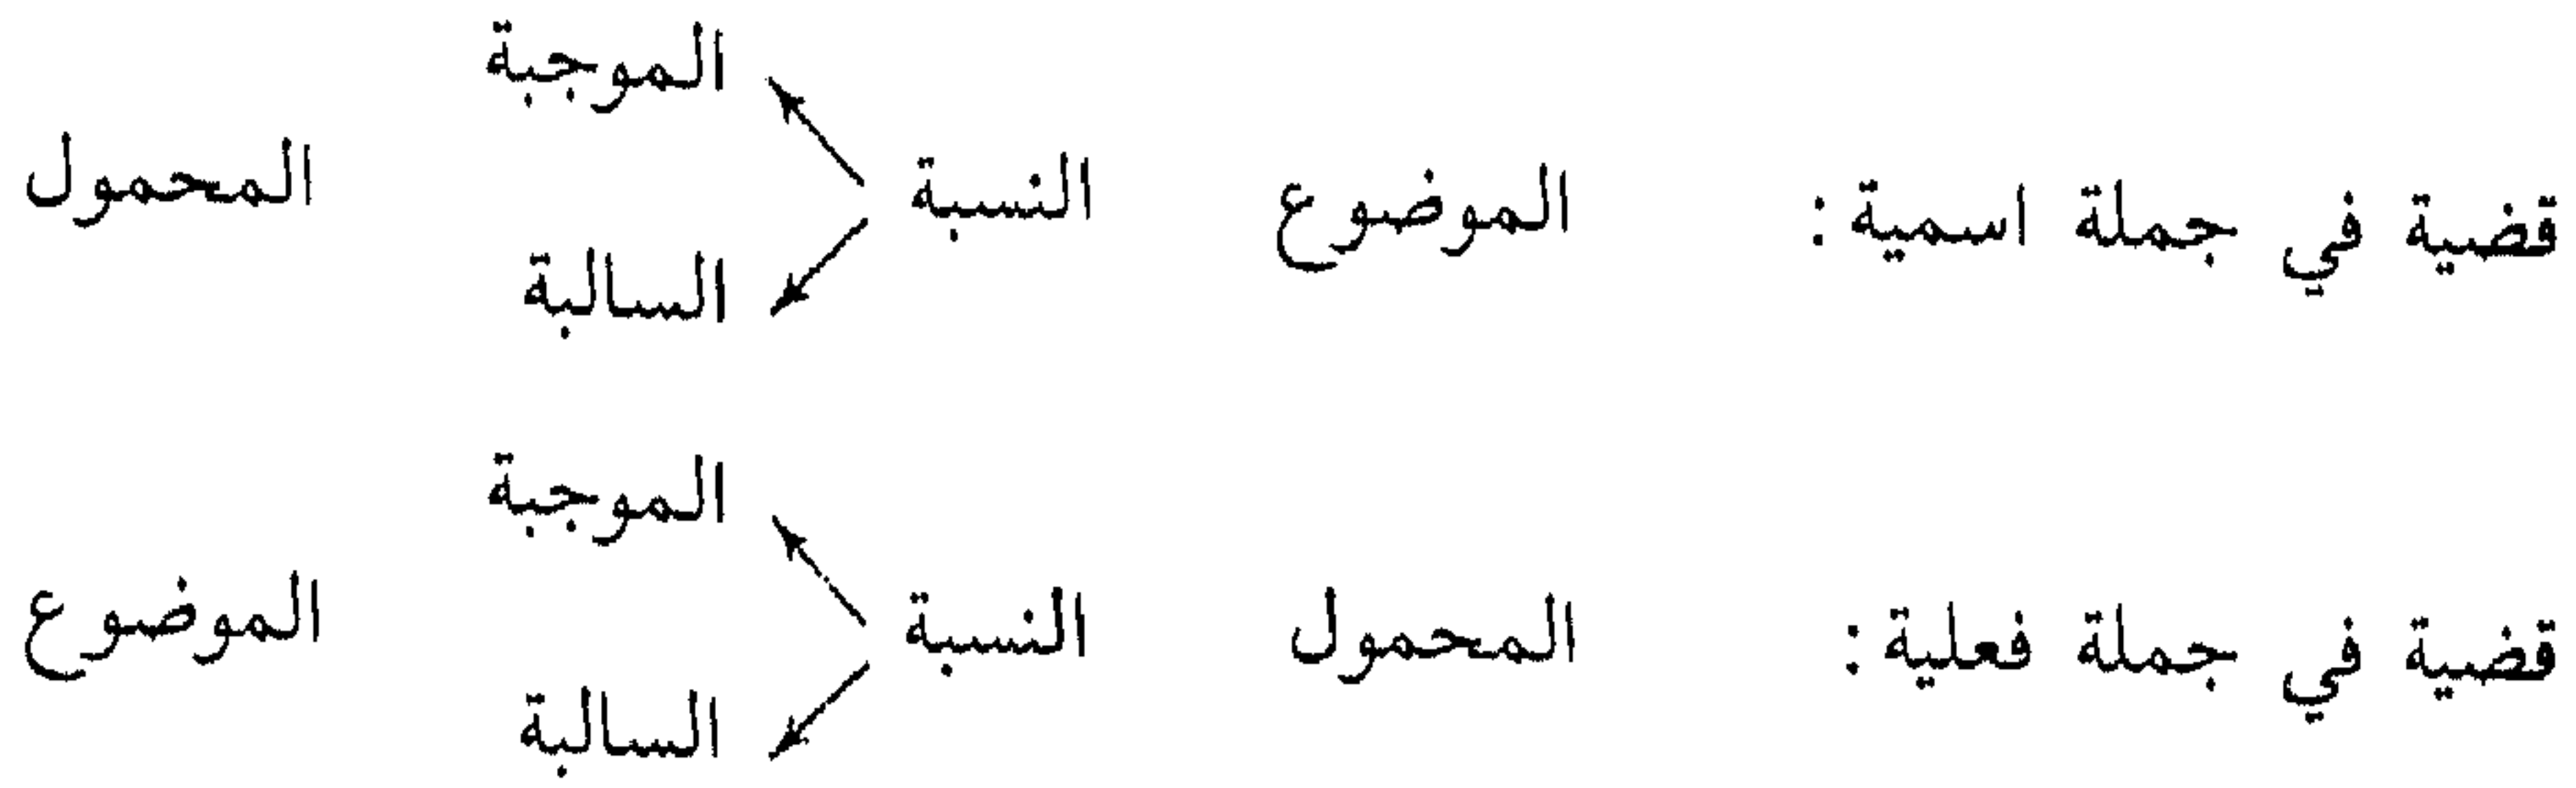 الموجبة
قضية في جملة اسمية: الموضوع النسبة المحمول
السالبة
الموجبة
قضية في جملة فعلية: المحمول النسبة الموضوع
السالبة